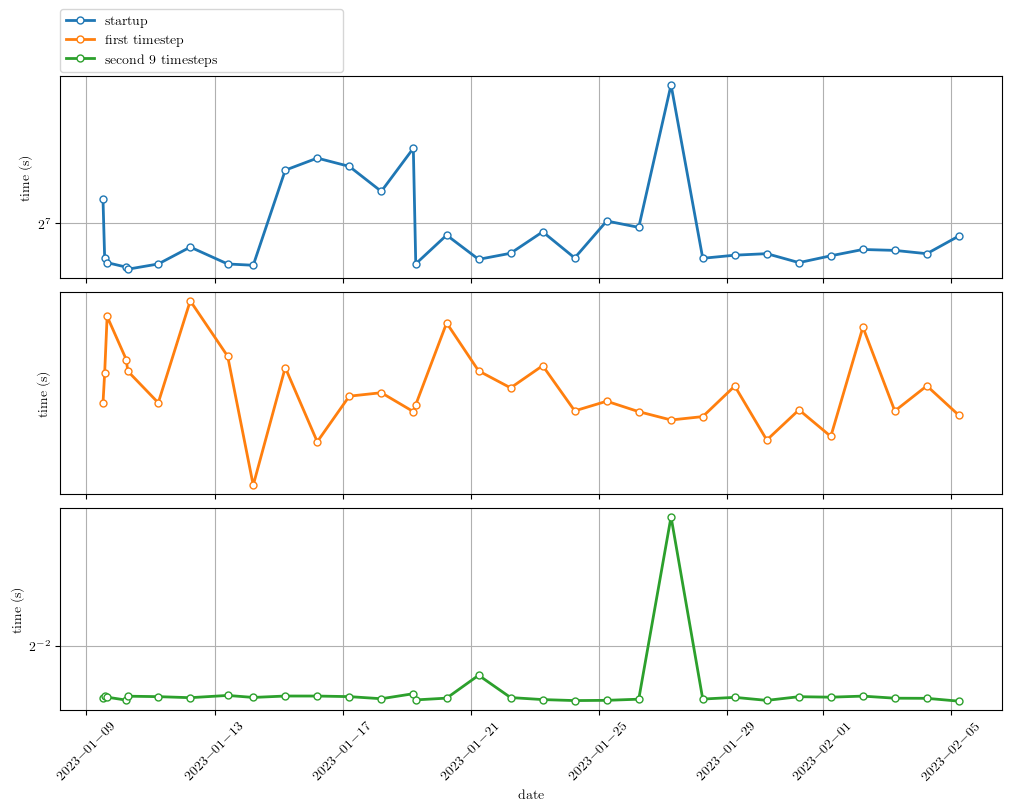 startup
first timestep
second 9 timesteps
time (s)
2^7
time (s)
time (s)
2^−2
2023−01−09
2023−01−13
2023−01−17
2023−01−21
2023−01−25
2023−01−29
2023−02−01
2023−02−05
date